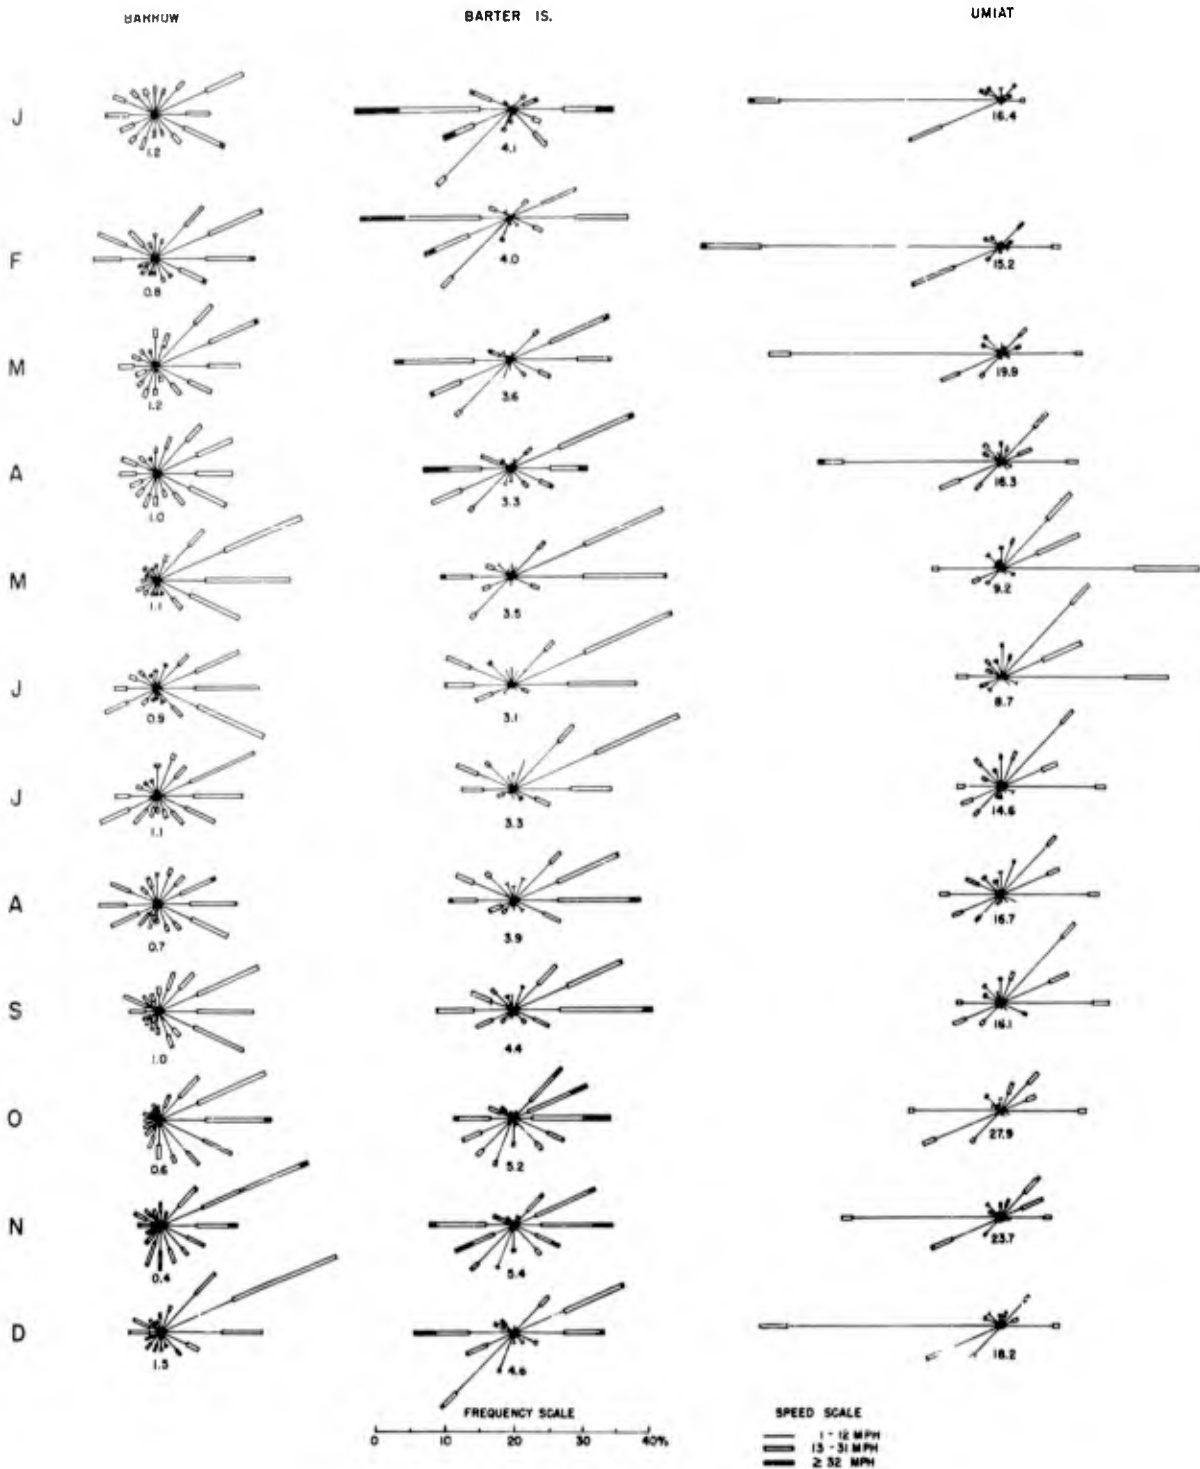 BARROW BARTER IS. UMIAT
J 1.2 4.1 16.4
F 0.8 4.0 15.2
M 1.2 3.6 19.9
A 1.0 3.3 16.3
M 1.1 3.5 9.2
J 0.9 3.1 8.7
J 1.1 3.3 14.6
A 0.7 3.9 16.7
S 1.0 4.4 16.1
O 0.6 5.2 27.9
N 0.4 5.4 23.7
D 1.5 4.6 18.2
FREQUENCY SCALE
0 10 20 30 40%
SPEED SCALE
1 - 12 MPH
13 - 31 MPH
≥ 32 MPH